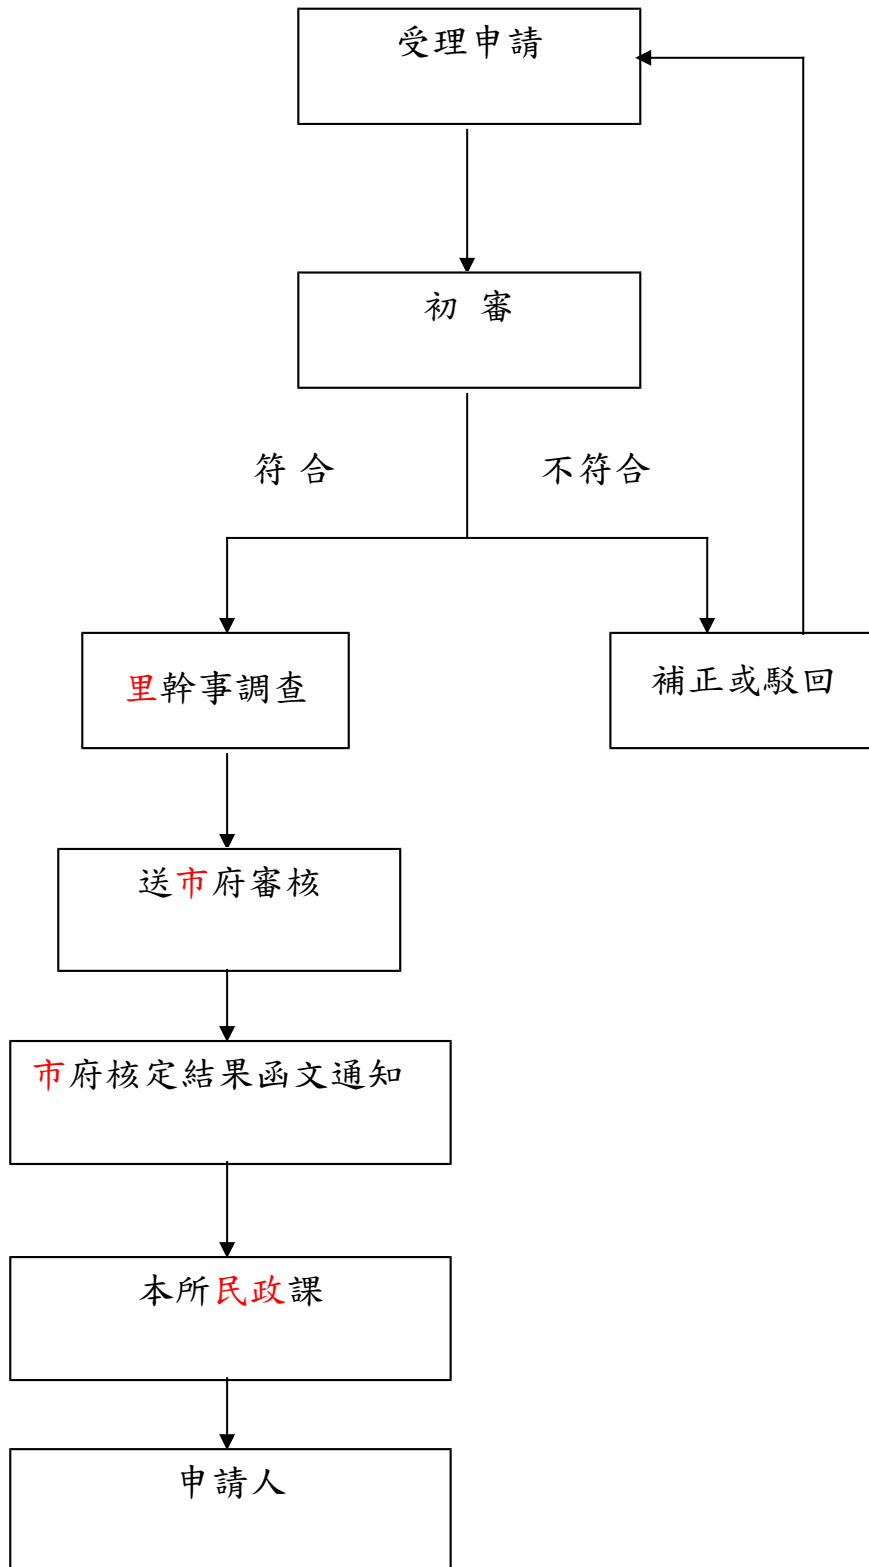 受理申請
初 審
符 合
不符合
里幹事調查
補正或駁回
送市府審核
市府核定結果函文通知
本所民政課
申請人